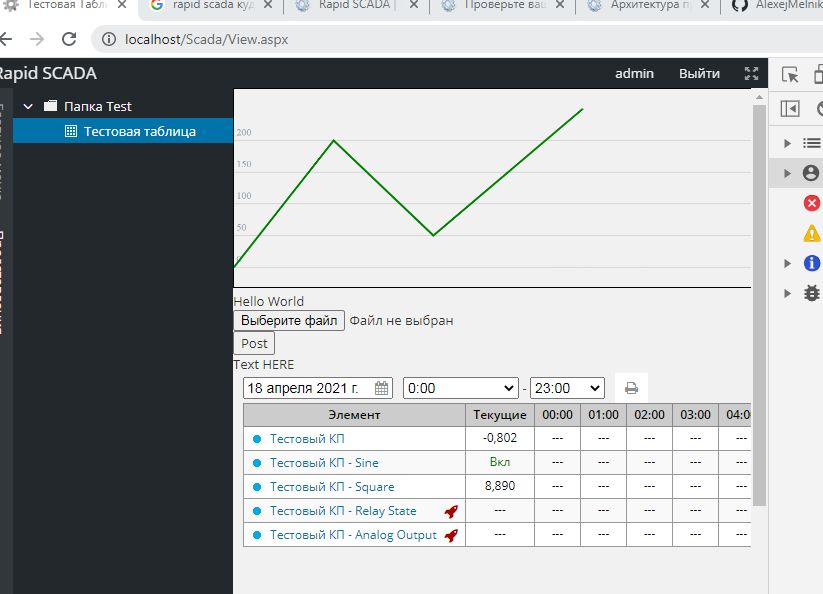 Тестовая Табли
rapid scada куд
Rapid SCADA |
Проверьте ваш
Архитектура п
AlexejMelnik
localhost/Scada/View.aspx
Rapid SCADA
admin
Выйти
Папка Test
Тестовая таблица
200
150
100
50
0
Hello World
Выберите файл Файл не выбран
Post
Text HERE
18 апреля 2021 г. 0:00 - 23:00
Элемент Текущие 00:00 01:00 02:00 03:00 04:00
Тестовый КП -0,802 --- --- --- --- ---
Тестовый КП - Sine Вкл --- --- --- --- ---
Тестовый КП - Square 8,890 --- --- --- --- ---
Тестовый КП - Relay State --- --- --- --- --- ---
Тестовый КП - Analog Output --- --- --- --- --- ---